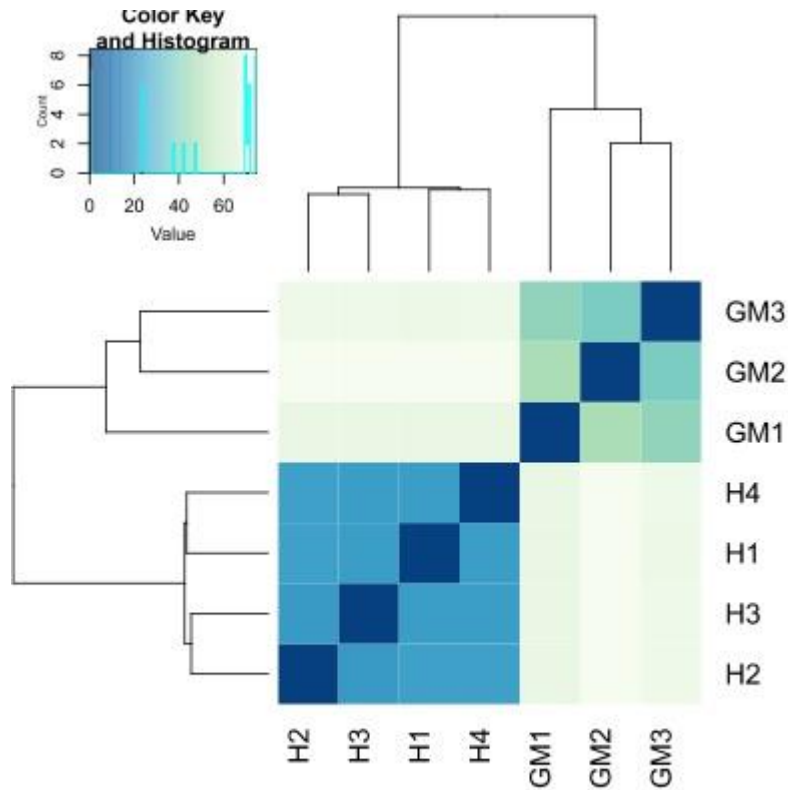 Color Key
and Histogram
Count
0 2 4 6 8
0 20 40 60
Value
GM3
GM2
GM1
H4
H1
H3
H2
H2 H3 H1 H4 GM1 GM2 GM3